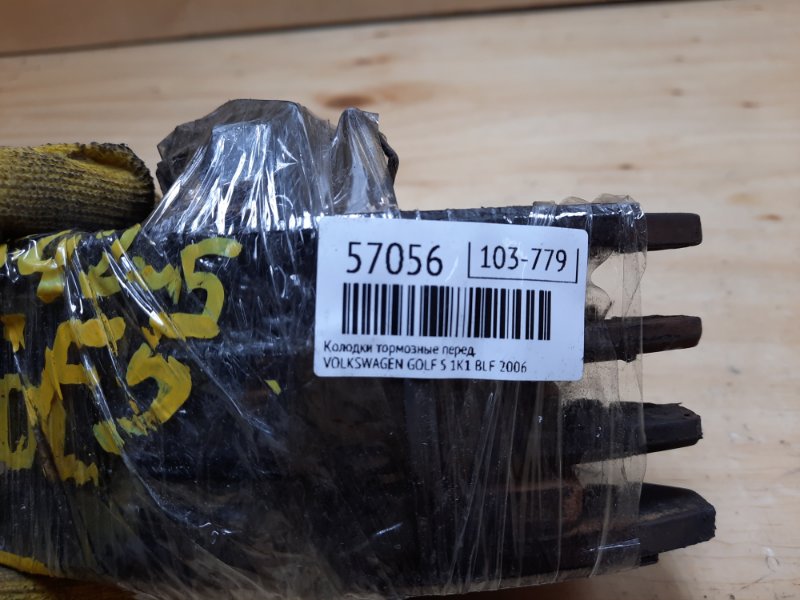 57056 103-779
Колодки тормозные перед.
VOLKSWAGEN GOLF 5 1K1 BLF 2006